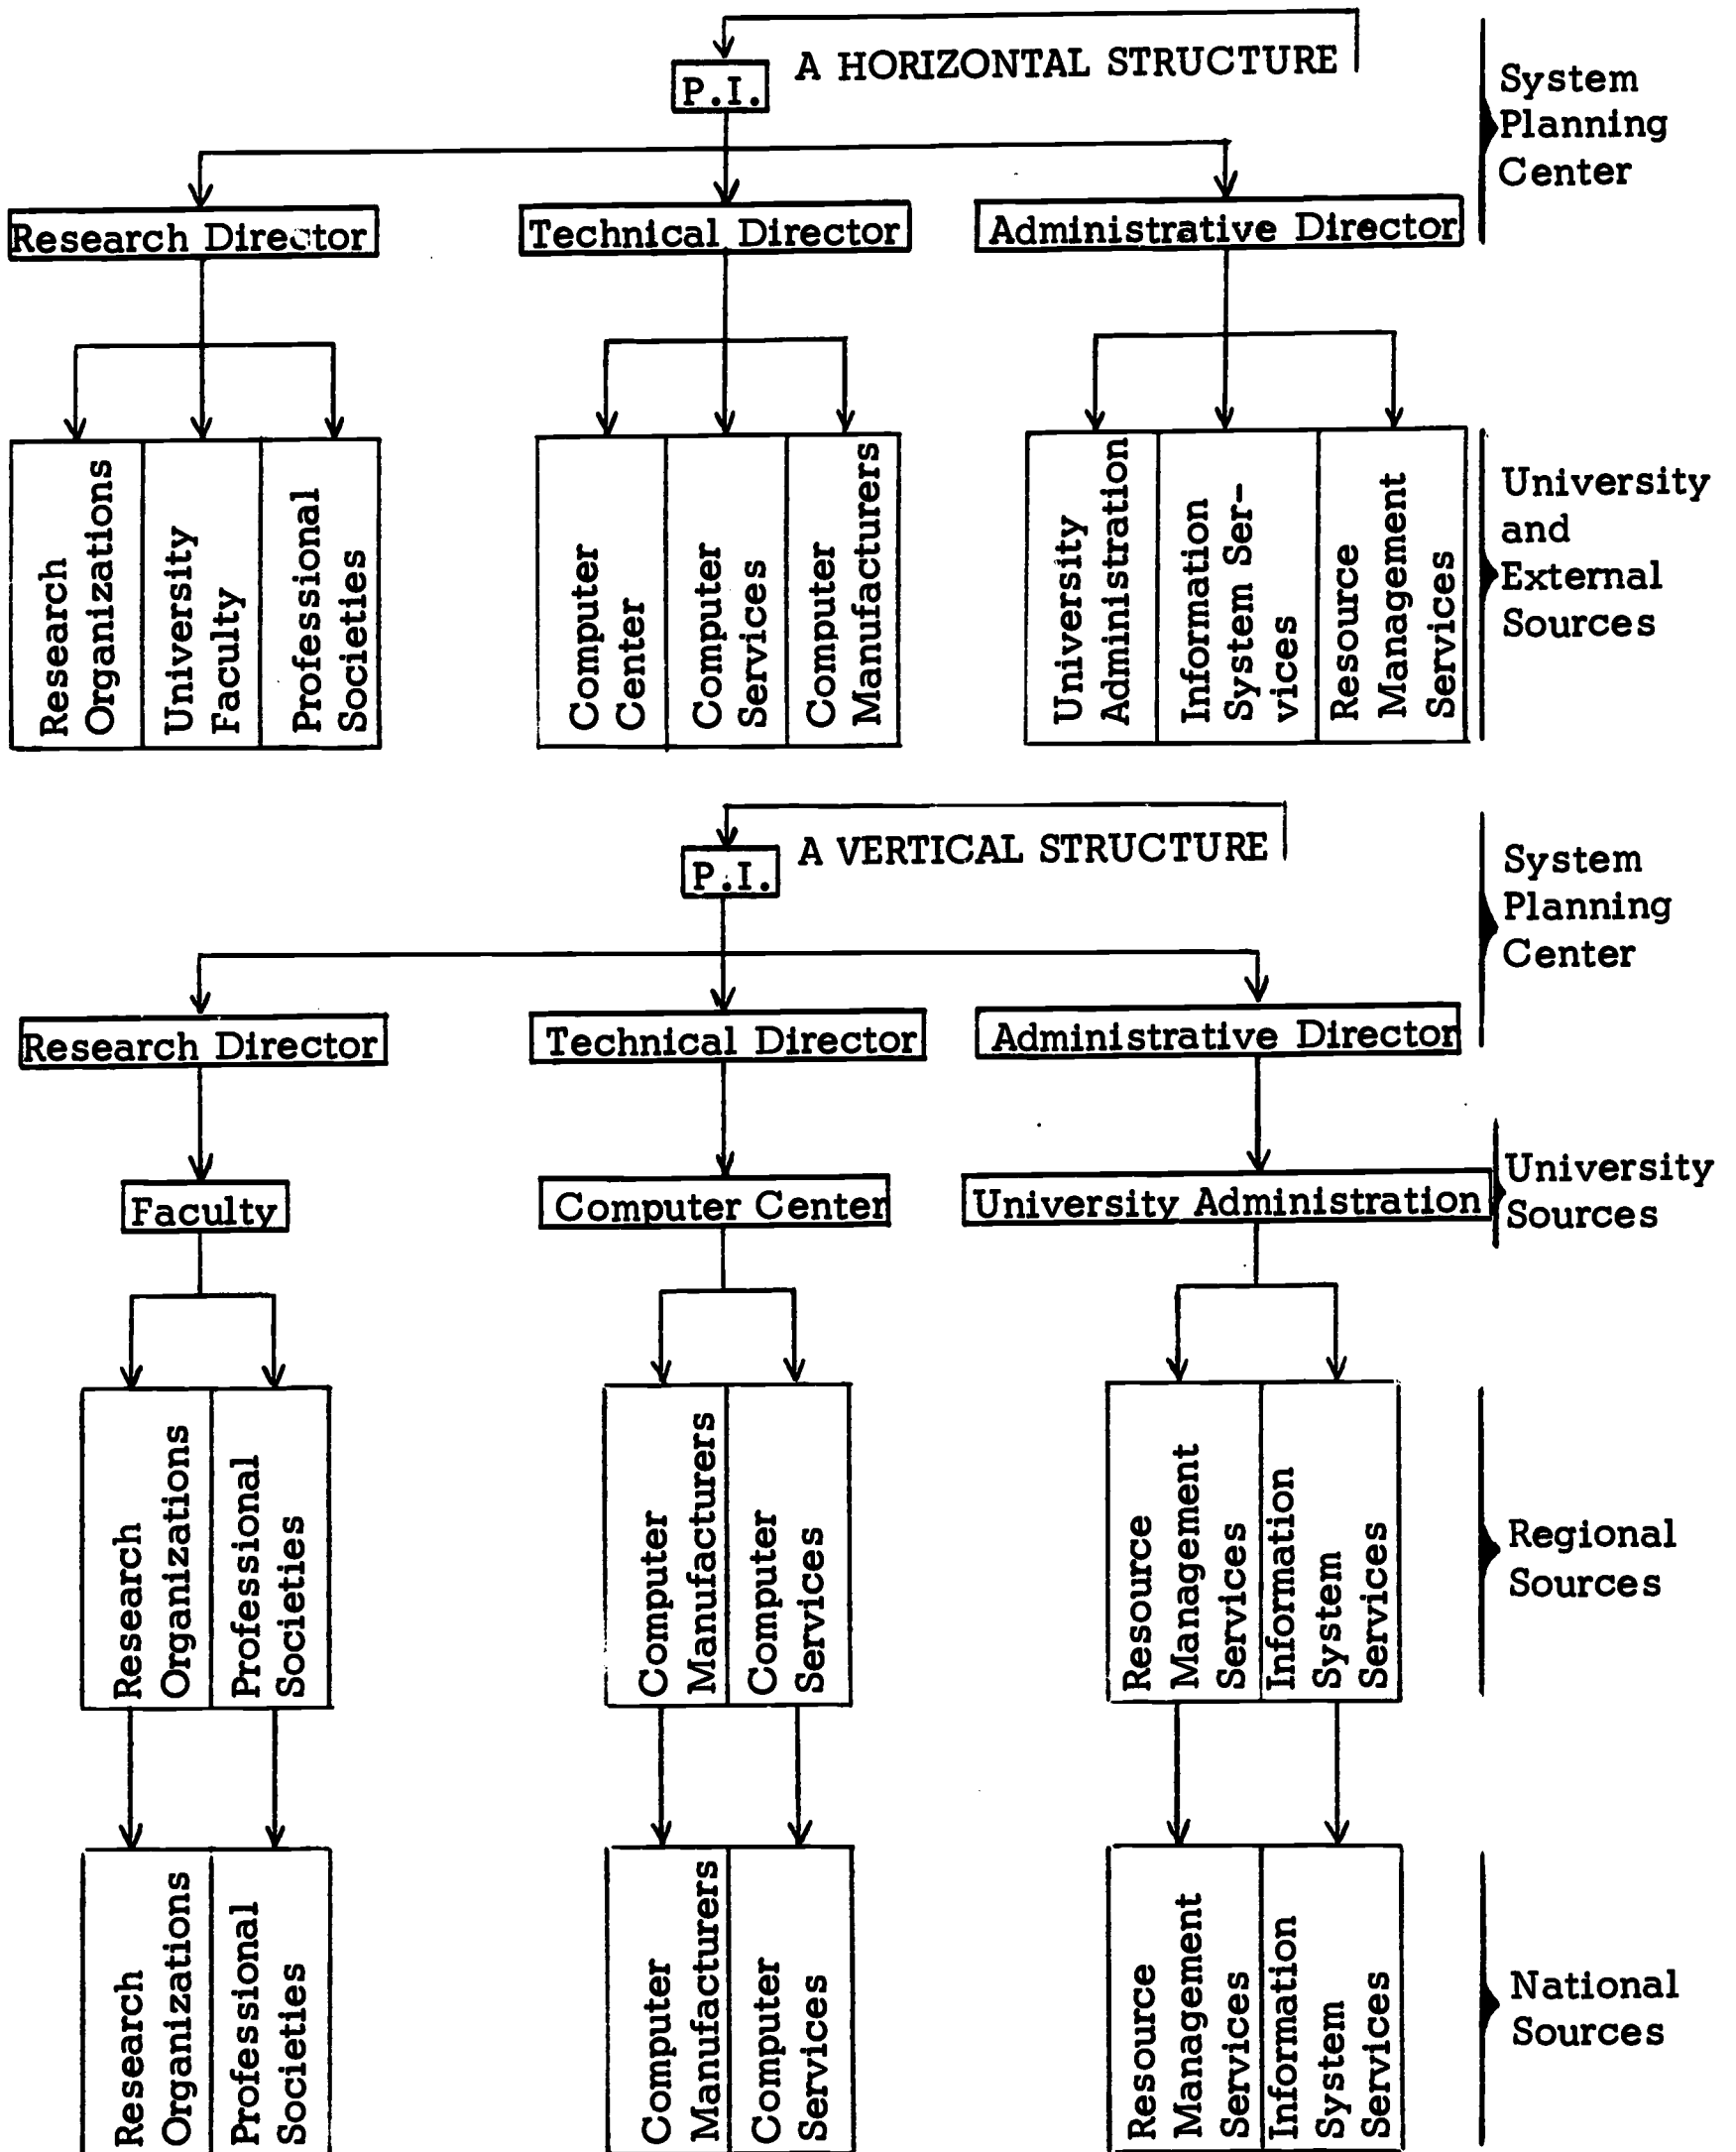 A HORIZONTAL STRUCTURE
P.I.
System
Planning
Center
Research Director
Technical Director
Administrative Director
Research
Organizations
University
Faculty
Professional
Societies
Computer
Center
Computer
Services
Computer
Manufacturers
University
Administration
Information
System Ser-
vices
Resource
Management
Services
University
and
External
Sources
A VERTICAL STRUCTURE
P.I.
System
Planning
Center
Research Director
Technical Director
Administrative Director
Faculty
Computer Center
University Administration
University
Sources
Research
Organizations
Professional
Societies
Computer
Manufacturers
Computer
Services
Resource
Management
Services
Information
System
Services
Regional
Sources
Research
Organizations
Professional
Societies
Computer
Manufacturers
Computer
Services
Resource
Management
Services
Information
System
Services
National
Sources